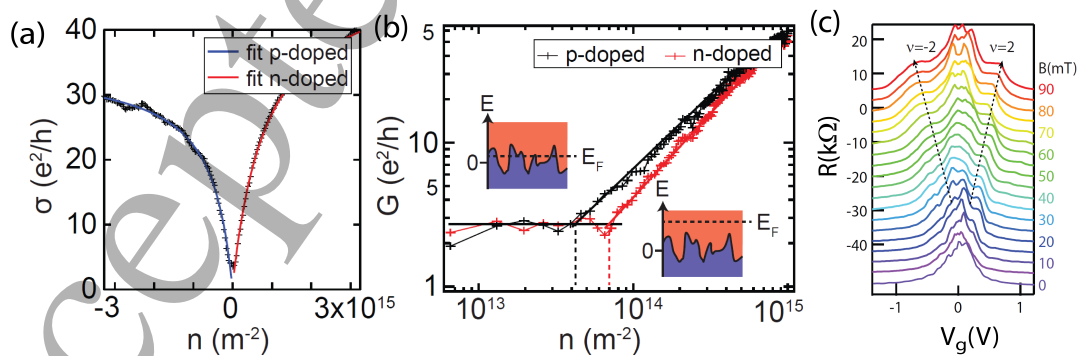 (a)
40
30
20
10
0
σ (e²/h)
fit p-doped
fit n-doped
-3
0
3x10¹⁵
n (m⁻²)
(b)
5
10
5
1
G (e²/h)
p-doped
n-doped
E
0
E_F
E
0
E_F
10¹³
10¹⁴
10¹⁵
n (m⁻²)
(c)
20
10
0
-10
-20
-30
-40
R(kΩ)
ν=-2
ν=2
B(mT)
90
80
70
60
50
40
30
20
10
0
-1
0
1
V_g(V)
cepte